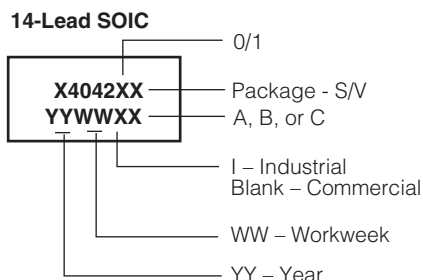 14-Lead SOIC
0/1
X4042XX
Package - S/V
YYWWXX
A, B, or C
I – Industrial
Blank – Commercial
WW – Workweek
YY – Year